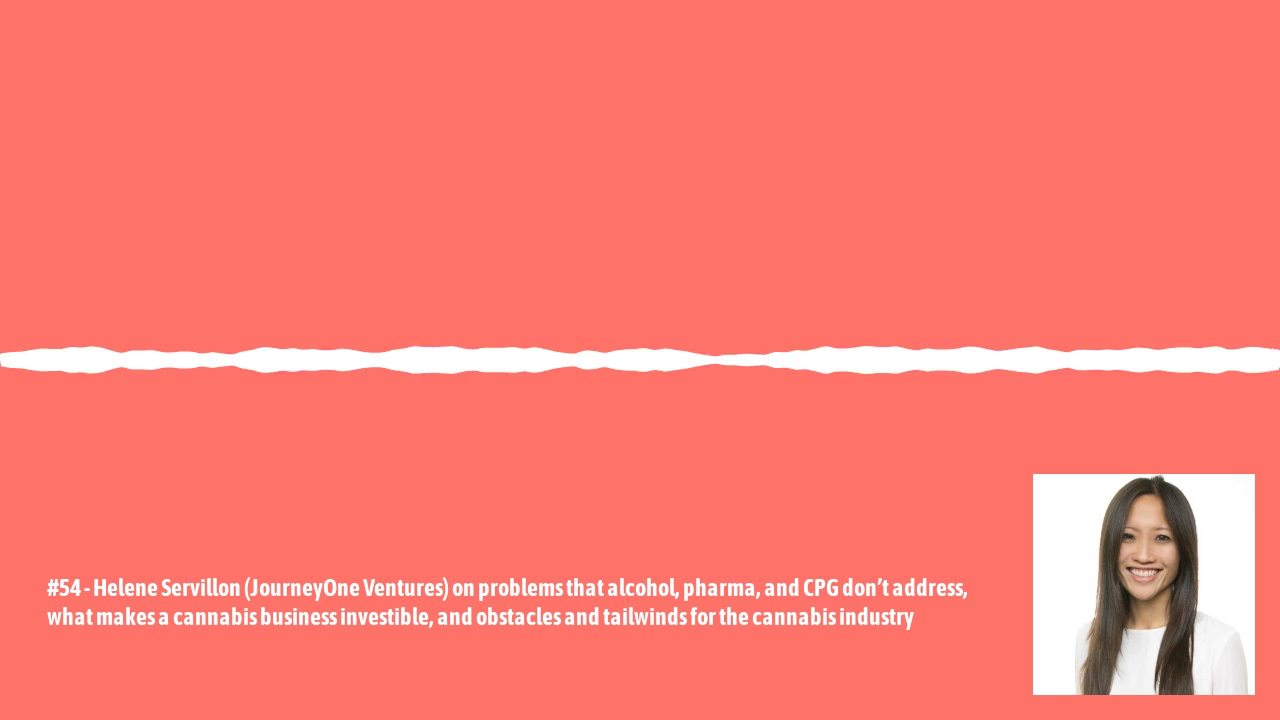 #54 - Helene Servillon (JourneyOne Ventures) on problems that alcohol, pharma, and CPG don’t address,
what makes a cannabis business investible, and obstacles and tailwinds for the cannabis industry